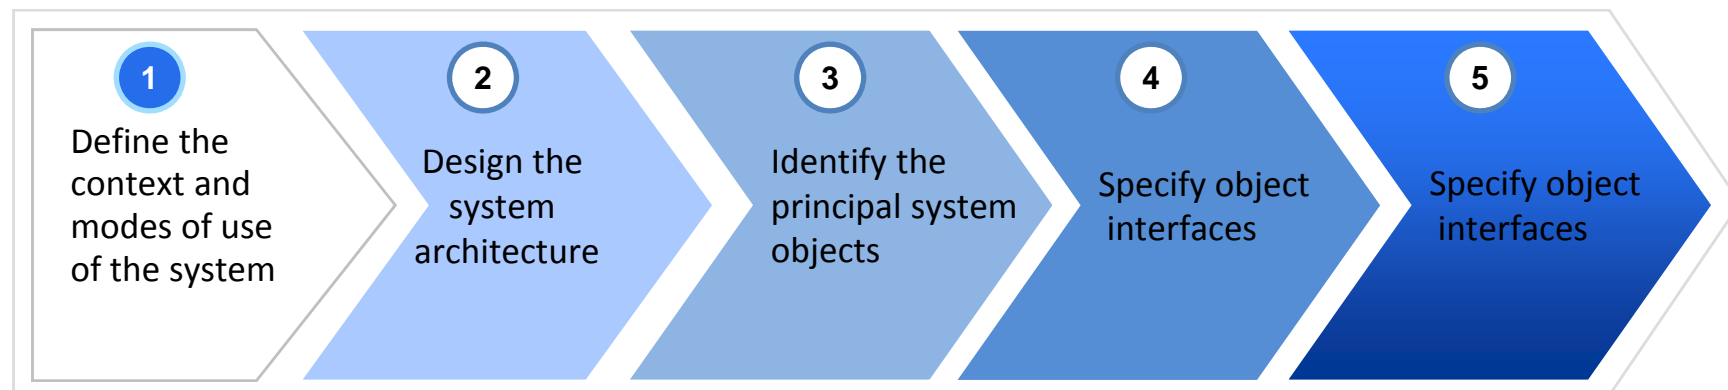 1
Define the
context and
modes of use
of the system
2
Design the
system
architecture
3
Identify the
principal system
objects
4
Specify object
interfaces
5
Specify object
interfaces